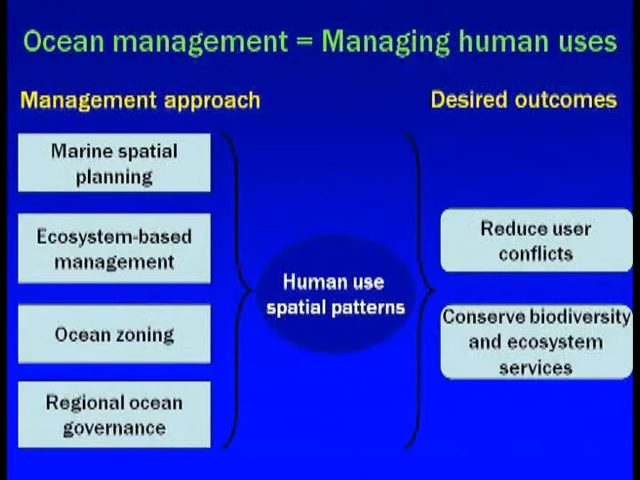 Ocean management = Managing human uses
Management approach
Desired outcomes
Marine spatial
planning
Ecosystem-based
management
Ocean zoning
Regional ocean
governance
Human use
spatial patterns
Reduce user
conflicts
Conserve biodiversity
and ecosystem
services